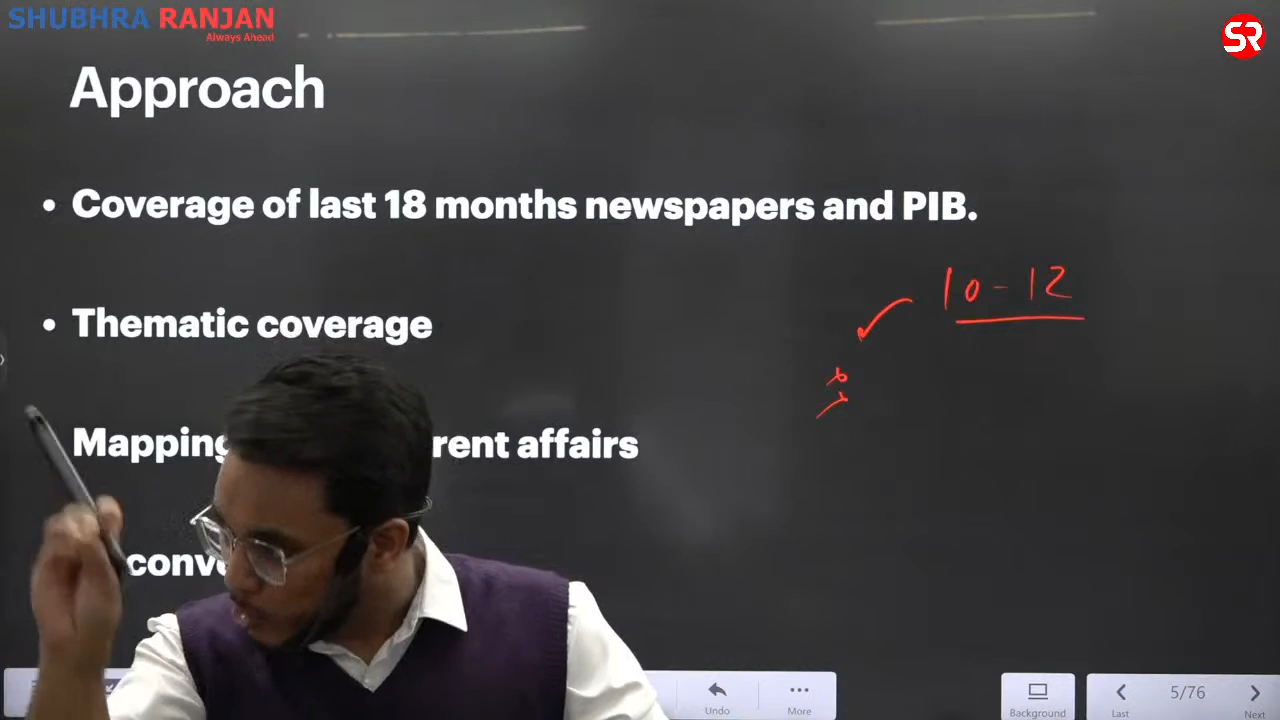 SHUBHRA RANJAN
Always Ahead
SR
Approach
• Coverage of last 18 months newspapers and PIB.
10-12
• Thematic coverage
Mapping rent affairs
conv
Undo
More
Background
Last
5/76
Next